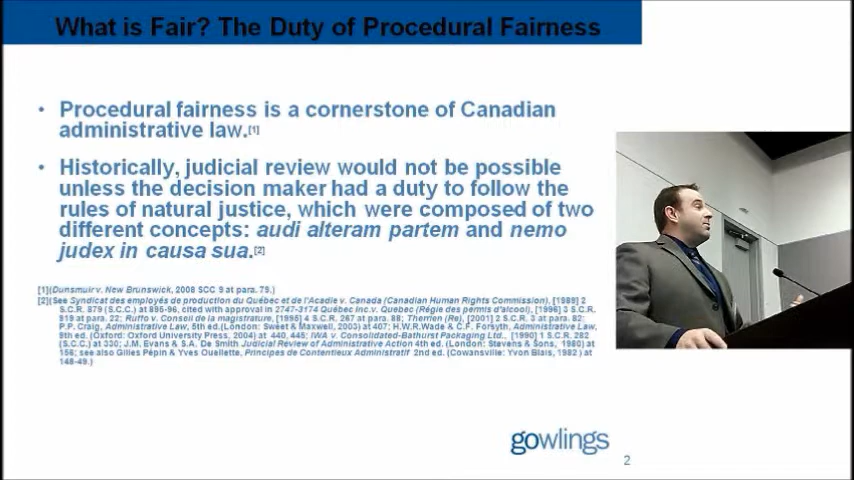 What is Fair? The Duty of Procedural Fairness
• Procedural fairness is a cornerstone of Canadian
administrative law.[1]
• Historically, judicial review would not be possible
unless the decision maker had a duty to follow the
rules of natural justice, which were composed of two
different concepts: audi alteram partem and nemo
judex in causa sua.[2]
[1](Dunsmuir v. New Brunswick, 2008 SCC 9 at para. 79.)
[2](See Syndicat des employés de production du Québec et de l'Acadie v. Canada (Canadian Human Rights Commission), [1989] 2
S.C.R. 879 (S.C.C.) at 895-96, cited with approval in 2747-3174 Québec Inc. v. Quebec (Régie des permis d'alcool), [1996] 3 S.C.R.
919 at para. 22; Ruffo v. Conseil de la magistrature, [1995] 4 S.C.R. 267 at para. 88; Therrien (Re), [2001] 2 S.C.R. 3 at para. 82;
P.P. Craig, Administrative Law, 5th ed.(London: Sweet & Maxwell, 2003) at 407; H.W.R.Wade & C.F. Forsyth, Administrative Law,
9th ed. (Oxford: Oxford University Press, 2004) at 440, 445; IWA v. Consolidated-Bathurst Packaging Ltd., [1990] 1 S.C.R. 282
(S.C.C.) at 330; J.M. Evans & S.A. De Smith Judicial Review of Administrative Action 4th ed. (London: Stevens & Sons, 1980) at
156; see also Gilles Pépin & Yves Ouellette, Principes de Contentieux Administratif 2nd ed. (Cowansville: Yvon Blais, 1982 ) at
148-49.)
gowlings
2